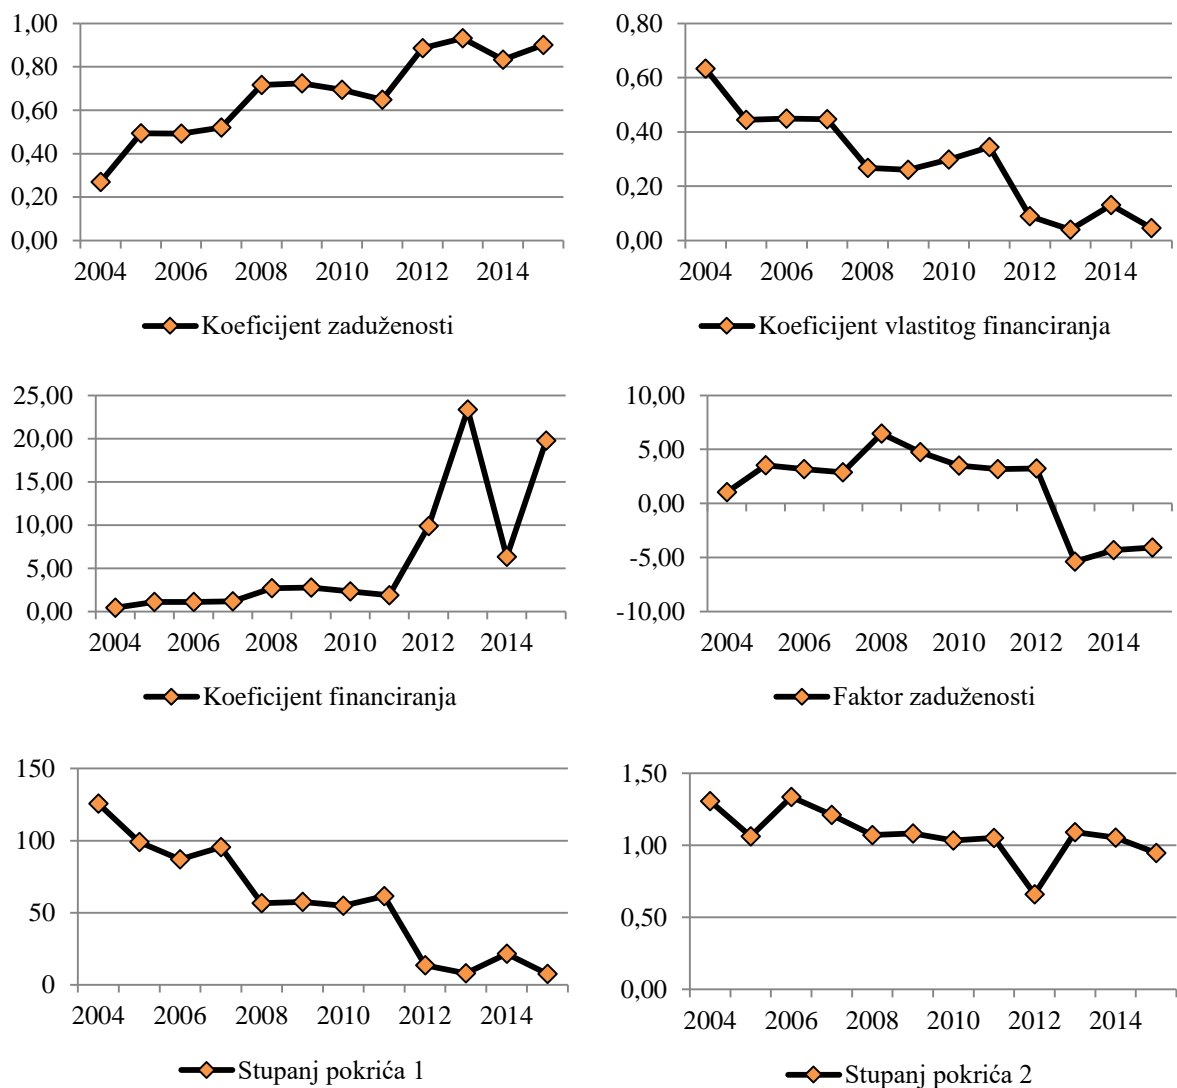 1,00
0,80
0,60
0,40
0,20
0,00
2004 2006 2008 2010 2012 2014
Koeficijent zaduženosti
0,80
0,60
0,40
0,20
0,00
2004 2006 2008 2010 2012 2014
Koeficijent vlastitog financiranja
25,00
20,00
15,00
10,00
5,00
0,00
2004 2006 2008 2010 2012 2014
Koeficijent financiranja
10,00
5,00
0,00
-5,00
-10,00
2004 2006 2008 2010 2012 2014
Faktor zaduženosti
150
100
50
0
2004 2006 2008 2010 2012 2014
Stupanj pokrića 1
1,50
1,00
0,50
0,00
2004 2006 2008 2010 2012 2014
Stupanj pokrića 2